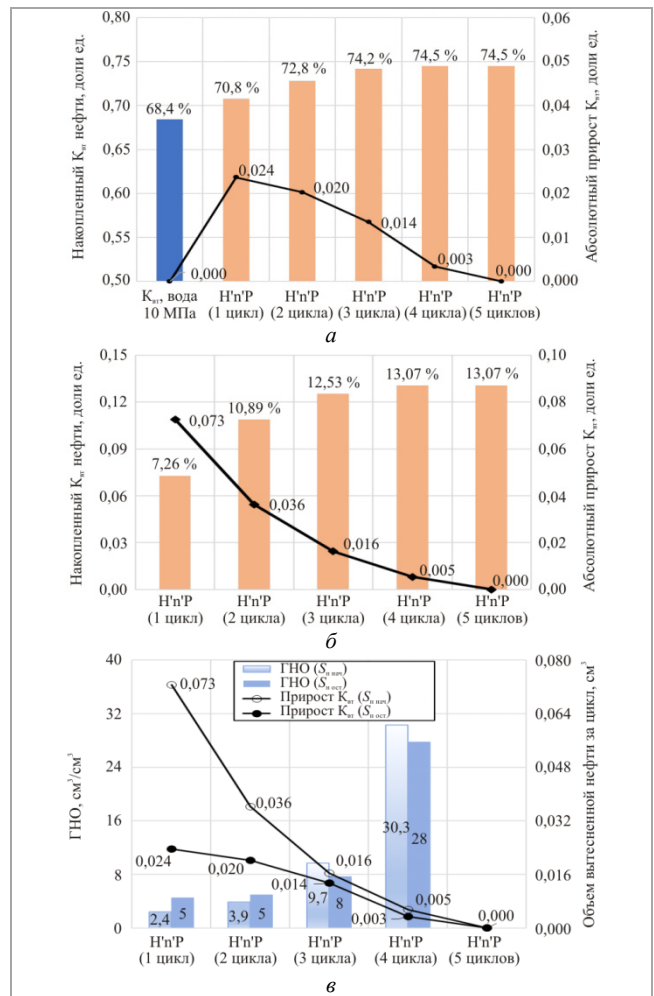 0,80
0,75
0,70
0,65
0,60
0,55
0,50
Накопленный Kвт нефти, доли ед.
68,4 %
70,8 %
72,8 %
74,2 %
74,5 %
74,5 %
0,000
0,024
0,020
0,014
0,003
0,000
0,06
0,05
0,04
0,03
0,02
0,01
0,000
Абсолютный прирост Kвт, доли ед.
Kвт, вода 10 МПа
H'n'P (1 цикл)
H'n'P (2 цикла)
H'n'P (3 цикла)
H'n'P (4 цикла)
H'n'P (5 циклов)
а
0,15
0,12
0,09
0,06
0,03
0,00
Накопленный Kвт нефти, доли ед.
7,26 %
10,89 %
12,53 %
13,07 %
13,07 %
0,073
0,036
0,016
0,005
0,000
0,10
0,08
0,06
0,04
0,02
0,00
Абсолютный прирост Kвт, доли ед.
H'n'P (1 цикл)
H'n'P (2 цикла)
H'n'P (3 цикла)
H'n'P (4 цикла)
H'n'P (5 циклов)
б
40
32
24
16
8
0
ГНО, см³/см³
ГНО (Sн нач)
ГНО (Sн ост)
Прирост Kвт (Sн нач)
Прирост Kвт (Sн ост)
0,073
0,036
0,016
0,005
0,000
0,024
0,020
0,014
0,003
2,4
5
3,9
5
9,7
8
30,3
28
0,080
0,064
0,048
0,032
0,016
0,000
Объем вытесненной нефти за цикл, см³
H'n'P (1 цикл)
H'n'P (2 цикла)
H'n'P (3 цикла)
H'n'P (4 цикла)
H'n'P (5 циклов)
в